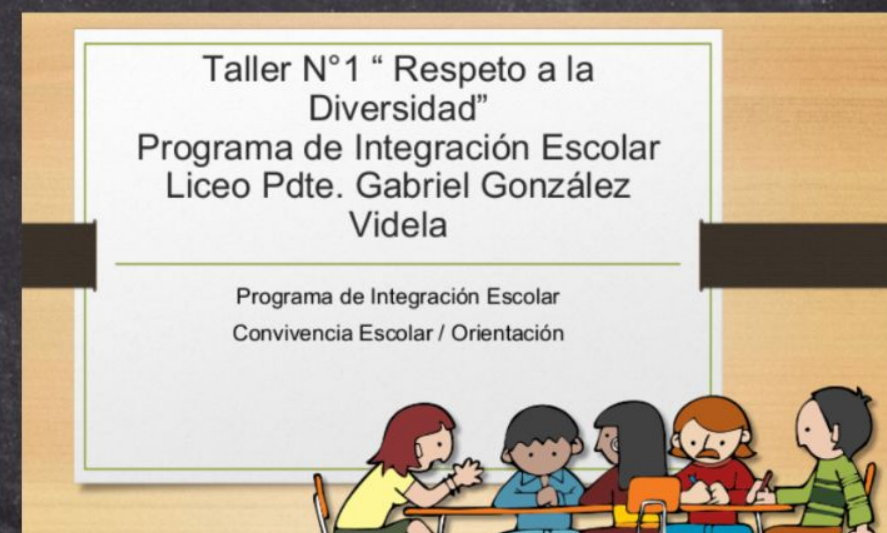 Taller N°1 “ Respeto a la
Diversidad”
Programa de Integración Escolar
Liceo Pdte. Gabriel González
Videla
Programa de Integración Escolar
Convivencia Escolar / Orientación